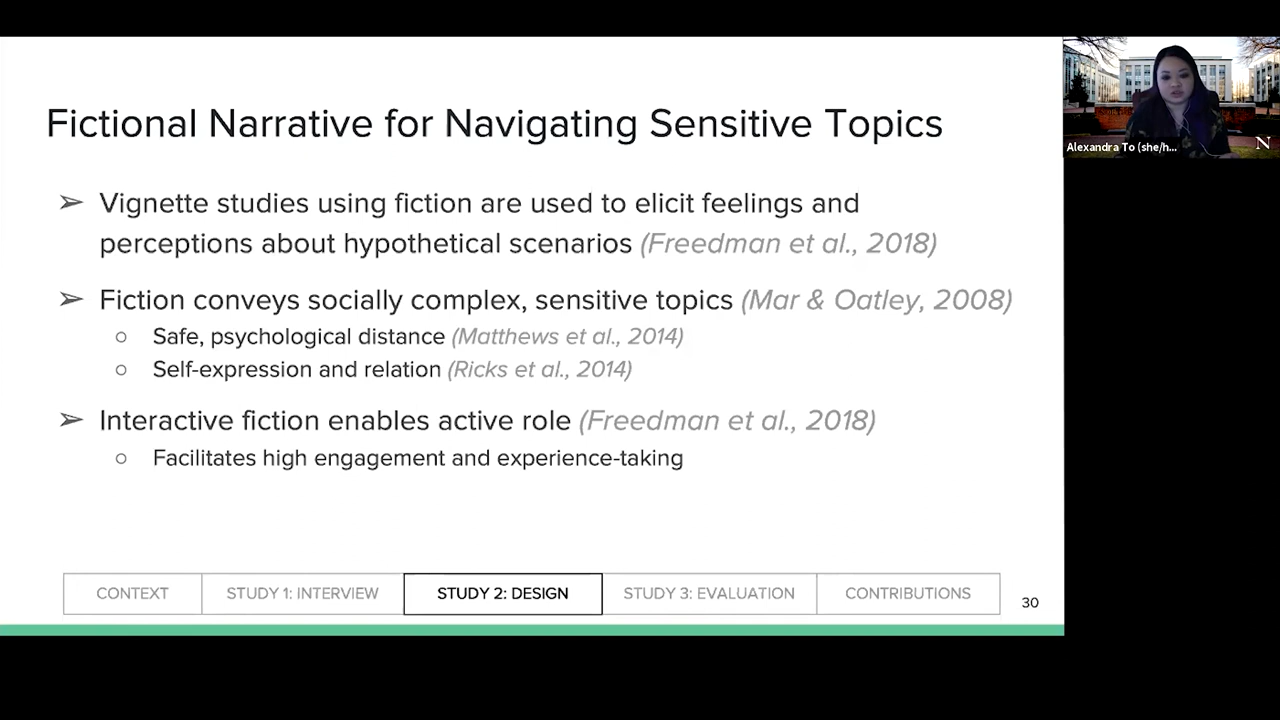 Fictional Narrative for Navigating Sensitive Topics
➢ Vignette studies using fiction are used to elicit feelings and
perceptions about hypothetical scenarios (Freedman et al., 2018)
➢ Fiction conveys socially complex, sensitive topics (Mar & Oatley, 2008)
○ Safe, psychological distance (Matthews et al., 2014)
○ Self-expression and relation (Ricks et al., 2014)
➢ Interactive fiction enables active role (Freedman et al., 2018)
○ Facilitates high engagement and experience-taking
CONTEXT STUDY 1: INTERVIEW STUDY 2: DESIGN STUDY 3: EVALUATION CONTRIBUTIONS
30
Alexandra To (she/h...
N